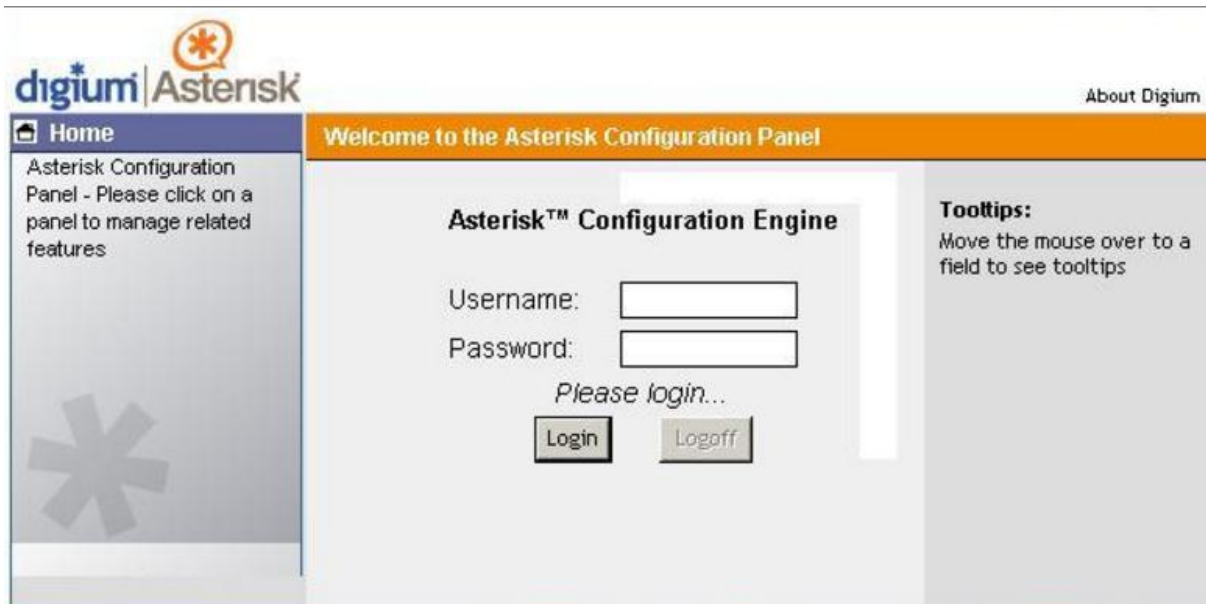 digium Asterisk
About Digium
Home
Welcome to the Asterisk Configuration Panel
Asterisk Configuration
Panel - Please click on a
panel to manage related
features
Asterisk™ Configuration Engine
Username:
Password:
Please login...
Login
Logoff
Tooltips:
Move the mouse over to a
field to see tooltips